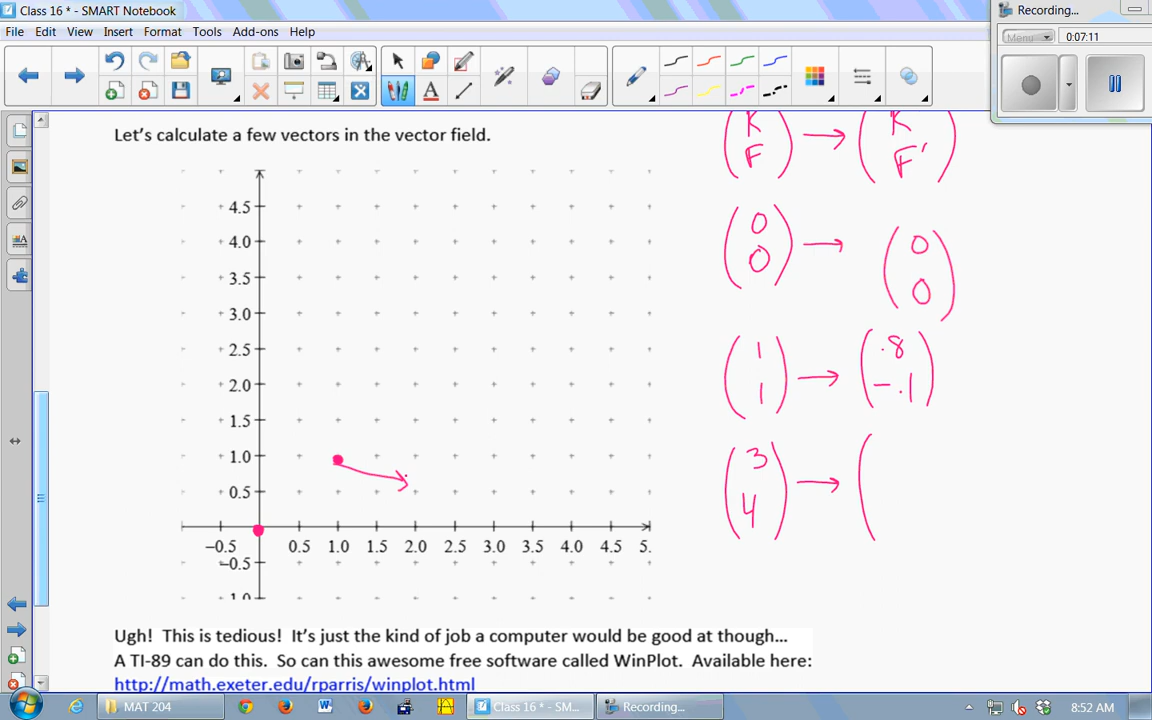 Class 16 * - SMART Notebook
Recording...
File Edit View Insert Format Tools Add-ons Help
Menu
0:07:11
Let's calculate a few vectors in the vector field.
K
F
K
F'
4.5
4.0
3.5
3.0
2.5
2.0
1.5
1.0
0.5
−0.5 0.5 1.0 1.5 2.0 2.5 3.0 3.5 4.0 4.5 5.
−0.5
1.0
0
0
0
0
1
1
.8
−.1
3
4
Ugh! This is tedious! It's just the kind of job a computer would be good at though...
A TI-89 can do this. So can this awesome free software called WinPlot. Available here:
http://math.exeter.edu/rparris/winplot.html
MAT 204
Class 16 * - SM...
Recording...
8:52 AM